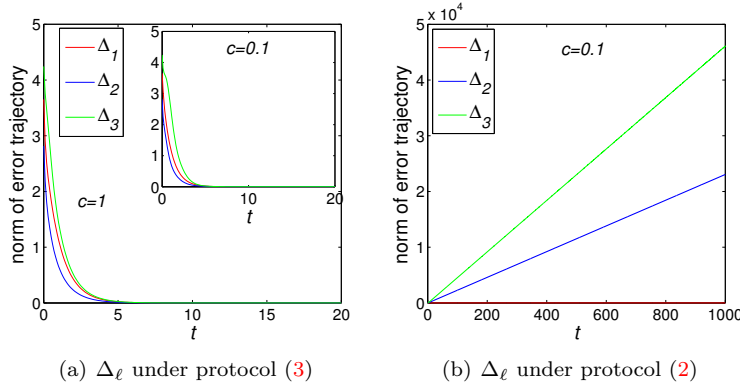 5
4
3
2
1
0
0
5
10
15
20
norm of error trajectory
t
Δ1
Δ2
Δ3
c=1
5
4
3
2
1
0
0
10
20
t
c=0.1
x 10^4
5
4
3
2
1
0
0
200
400
600
800
1000
norm of error trajectory
t
Δ1
Δ2
Δ3
c=0.1
(a) Δℓ under protocol (3)
(b) Δℓ under protocol (2)